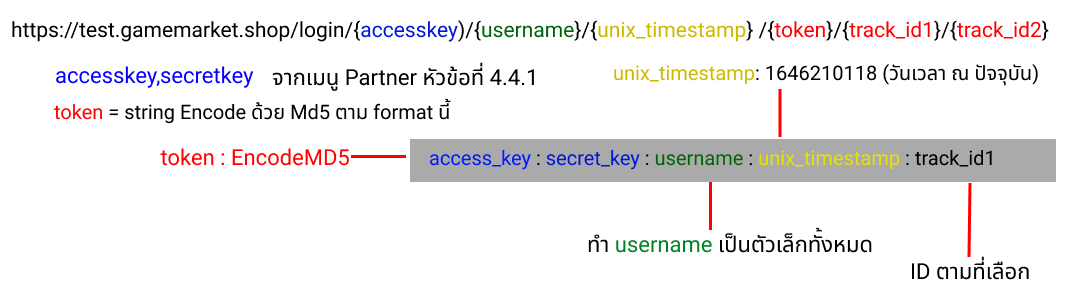 https://test.gamemarket.shop/login/{accesskey)/{username}/{unix_timestamp} /{token}/{track_id1}/{track_id2}
accesskey,secretkey จากเมนู Partner หัวข้อที่ 4.4.1
unix_timestamp: 1646210118 (วันเวลา ณ ปัจจุบัน)
token = string Encode ด้วย Md5 ตาม format นี้
token : EncodeMD5
access_key : secret_key : username : unix_timestamp : track_id1
ทำ username เป็นตัวเล็กทั้งหมด
ID ตามที่เลือก